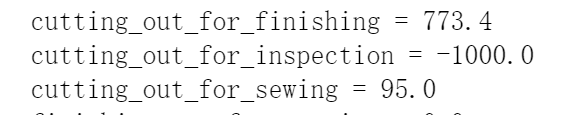 cutting_out_for_finishing = 773.4
cutting_out_for_inspection = -1000.0
cutting_out_for_sewing = 95.0